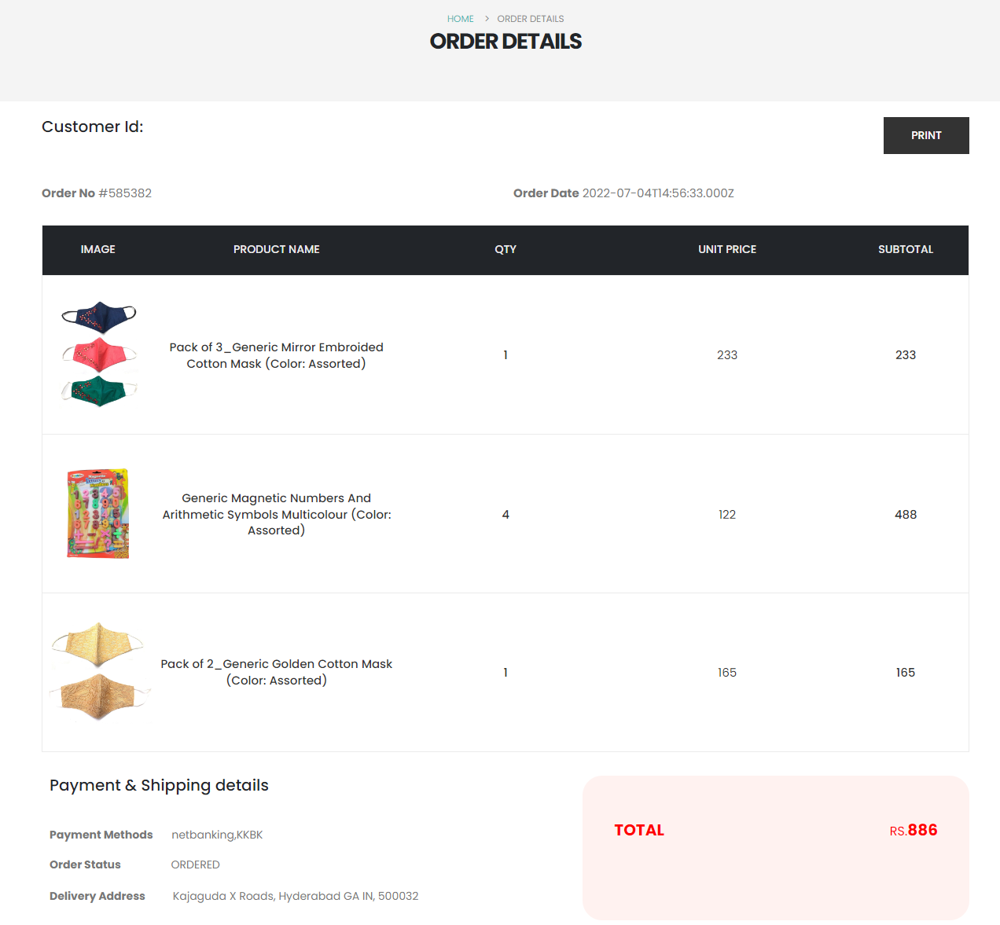 HOME > ORDER DETAILS
ORDER DETAILS
Customer Id:
PRINT
Order No #585382
Order Date 2022-07-04T14:56:33.000Z
IMAGE PRODUCT NAME QTY UNIT PRICE SUBTOTAL
Pack of 3_Generic Mirror Embroided
Cotton Mask (Color: Assorted)
1 233 233
Generic Magnetic Numbers And
Arithmetic Symbols Multicolour (Color:
Assorted)
4 122 488
Pack of 2_Generic Golden Cotton Mask
(Color: Assorted)
1 165 165
Payment & Shipping details
Payment Methods netbanking,KKBK
Order Status ORDERED
Delivery Address Kajaguda X Roads, Hyderabad GA IN, 500032
TOTAL RS.886